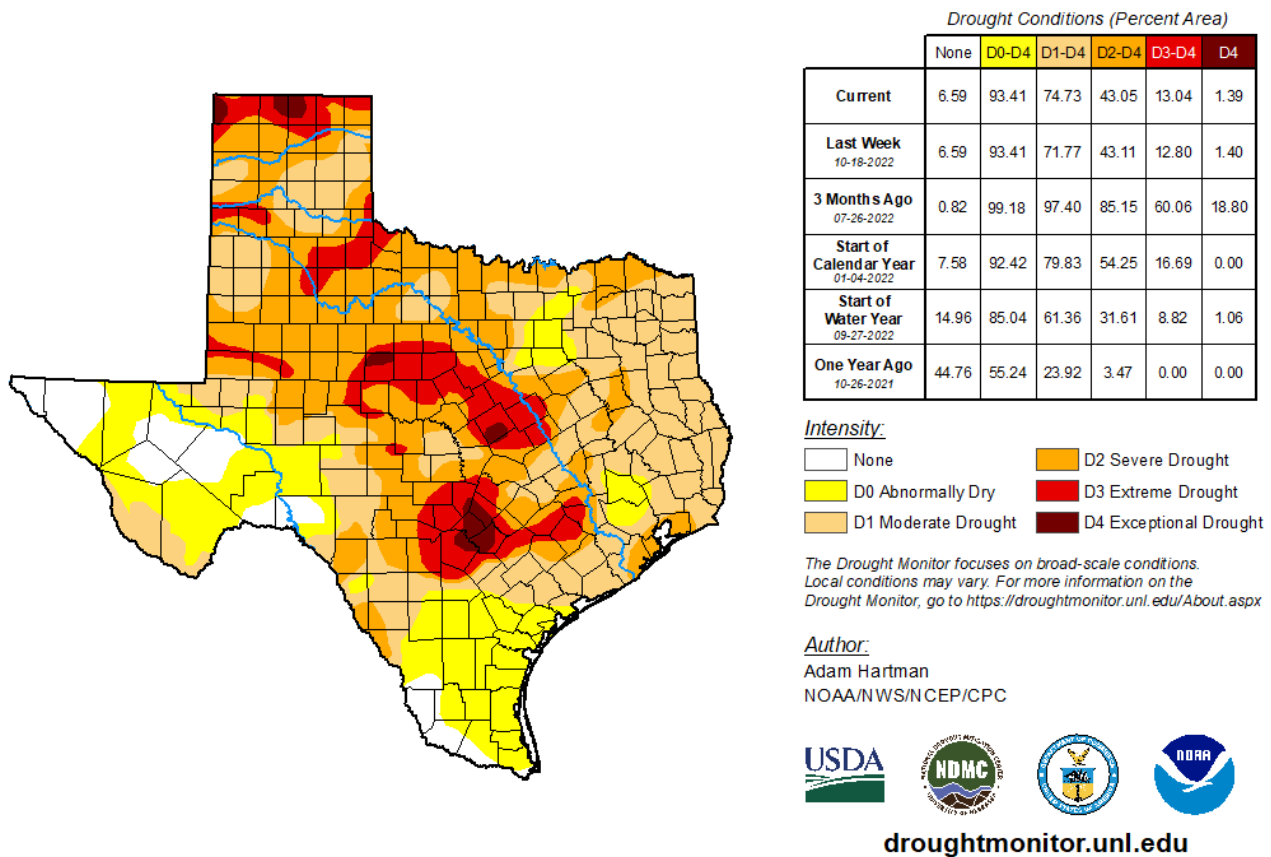 Drought Conditions (Percent Area)
None D0-D4 D1-D4 D2-D4 D3-D4 D4
Current 6.59 93.41 74.73 43.05 13.04 1.39
Last Week
10-18-2022
6.59 93.41 71.77 43.11 12.80 1.40
3 Months Ago
07-26-2022
0.82 99.18 97.40 85.15 60.06 18.80
Start of
Calendar Year
01-04-2022
7.58 92.42 79.83 54.25 16.69 0.00
Start of
Water Year
09-27-2022
14.96 85.04 61.36 31.61 8.82 1.06
One Year Ago
10-26-2021
44.76 55.24 23.92 3.47 0.00 0.00
Intensity:
None
D0 Abnormally Dry
D1 Moderate Drought
D2 Severe Drought
D3 Extreme Drought
D4 Exceptional Drought
The Drought Monitor focuses on broad-scale conditions.
Local conditions may vary. For more information on the
Drought Monitor, go to https://droughtmonitor.unl.edu/About.aspx
Author:
Adam Hartman
NOAA/NWS/NCEP/CPC
USDA
NDMC
NOAA
droughtmonitor.unl.edu